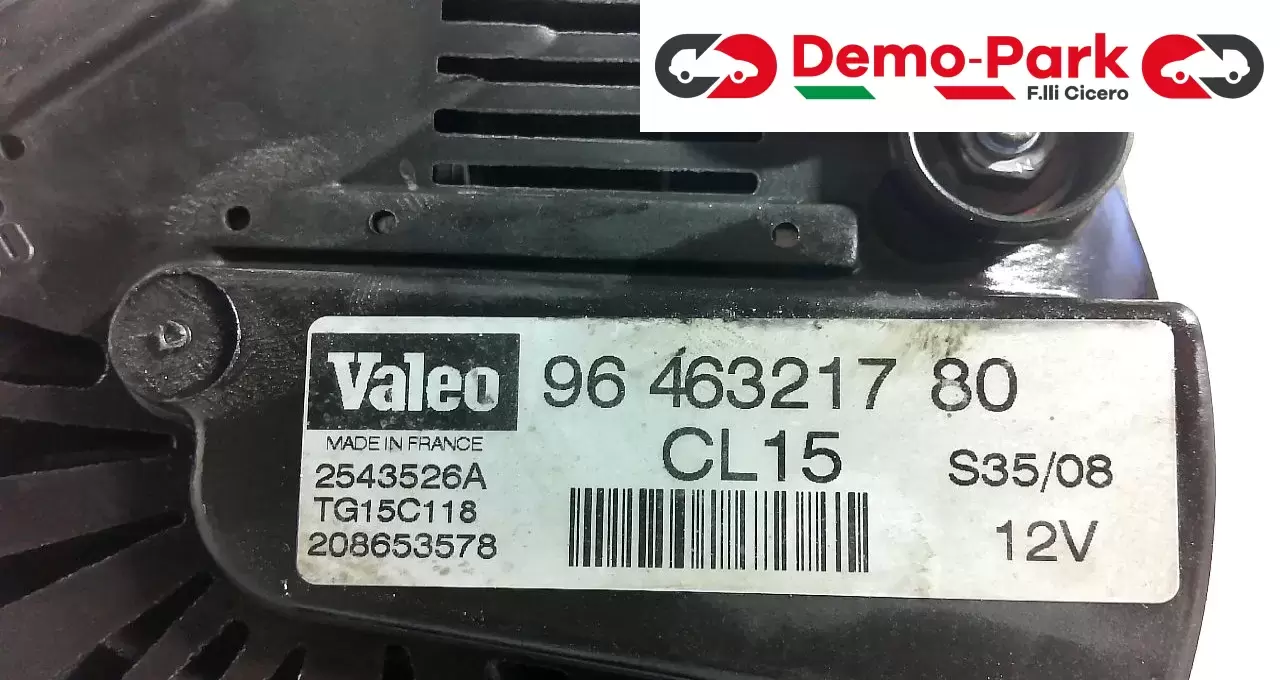 Demo-Park
F.lli Cicero
Valeo
96 463217 80
MADE IN FRANCE
CL15
2543526A
S35/08
TG15C118
208653578
12V